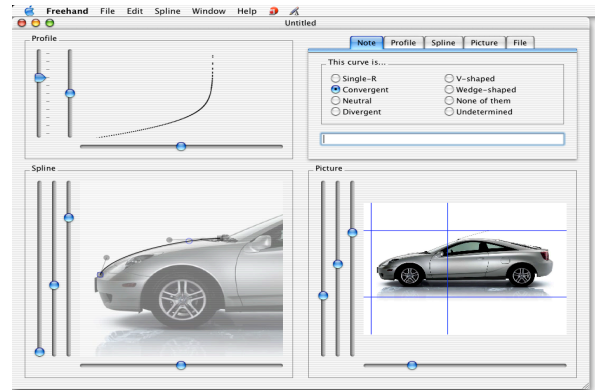 Freehand File Edit Spline Window Help
Untitled
Profile
Note Profile Spline Picture File
This curve is...
Single-R V-shaped
Convergent Wedge-shaped
Neutral None of them
Divergent Undetermined
Spline
Picture